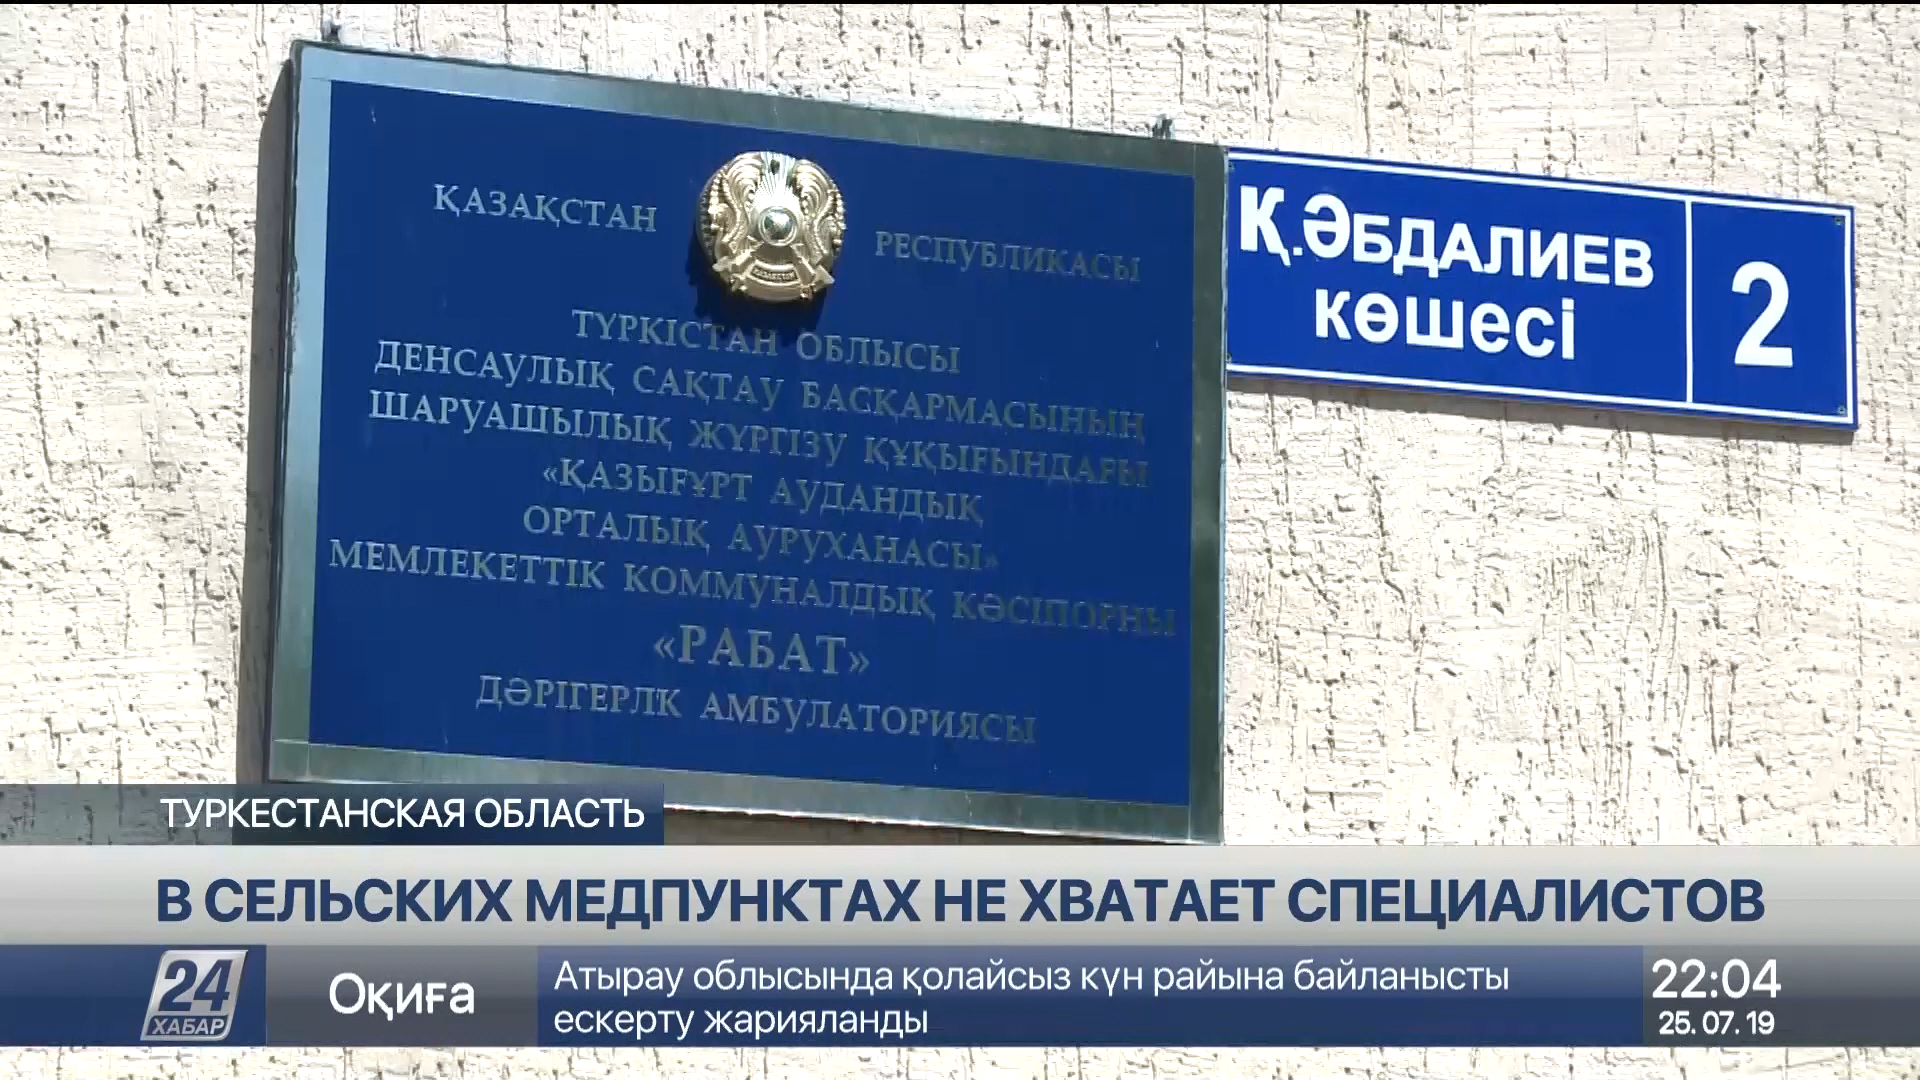 ҚАЗАҚСТАН РЕСПУБЛИКАСЫ
ҚАЗАҚСТАН
ТҮРКІСТАН ОБЛЫСЫ
ДЕНСАУЛЫҚ САҚТАУ БАСҚАРМАСЫНЫҢ
ШАРУАШЫЛЫҚ ЖҮРГІЗУ ҚҰҚЫҒЫНДАҒЫ
«ҚАЗЫҒҰРТ АУДАНДЫҚ
ОРТАЛЫҚ АУРУХАНАСЫ»
МЕМЛЕКЕТТІК КОММУНАЛДЫҚ КӘСІПОРНЫ
«РАБАТ»
ДӘРІГЕРЛК АМБУЛАТОРИЯСЫ
Қ.ӘБДАЛИЕВ
көшесі
2
ТУРКЕСТАНСКАЯ ОБЛАСТЬ
В СЕЛЬСКИХ МЕДПУНКТАХ НЕ ХВАТАЕТ СПЕЦИАЛИСТОВ
24
ХАБАР
Оқиға
Атырау облысында қолайсыз күн райына байланысты
ескерту жарияланды
22:04
25. 07. 19